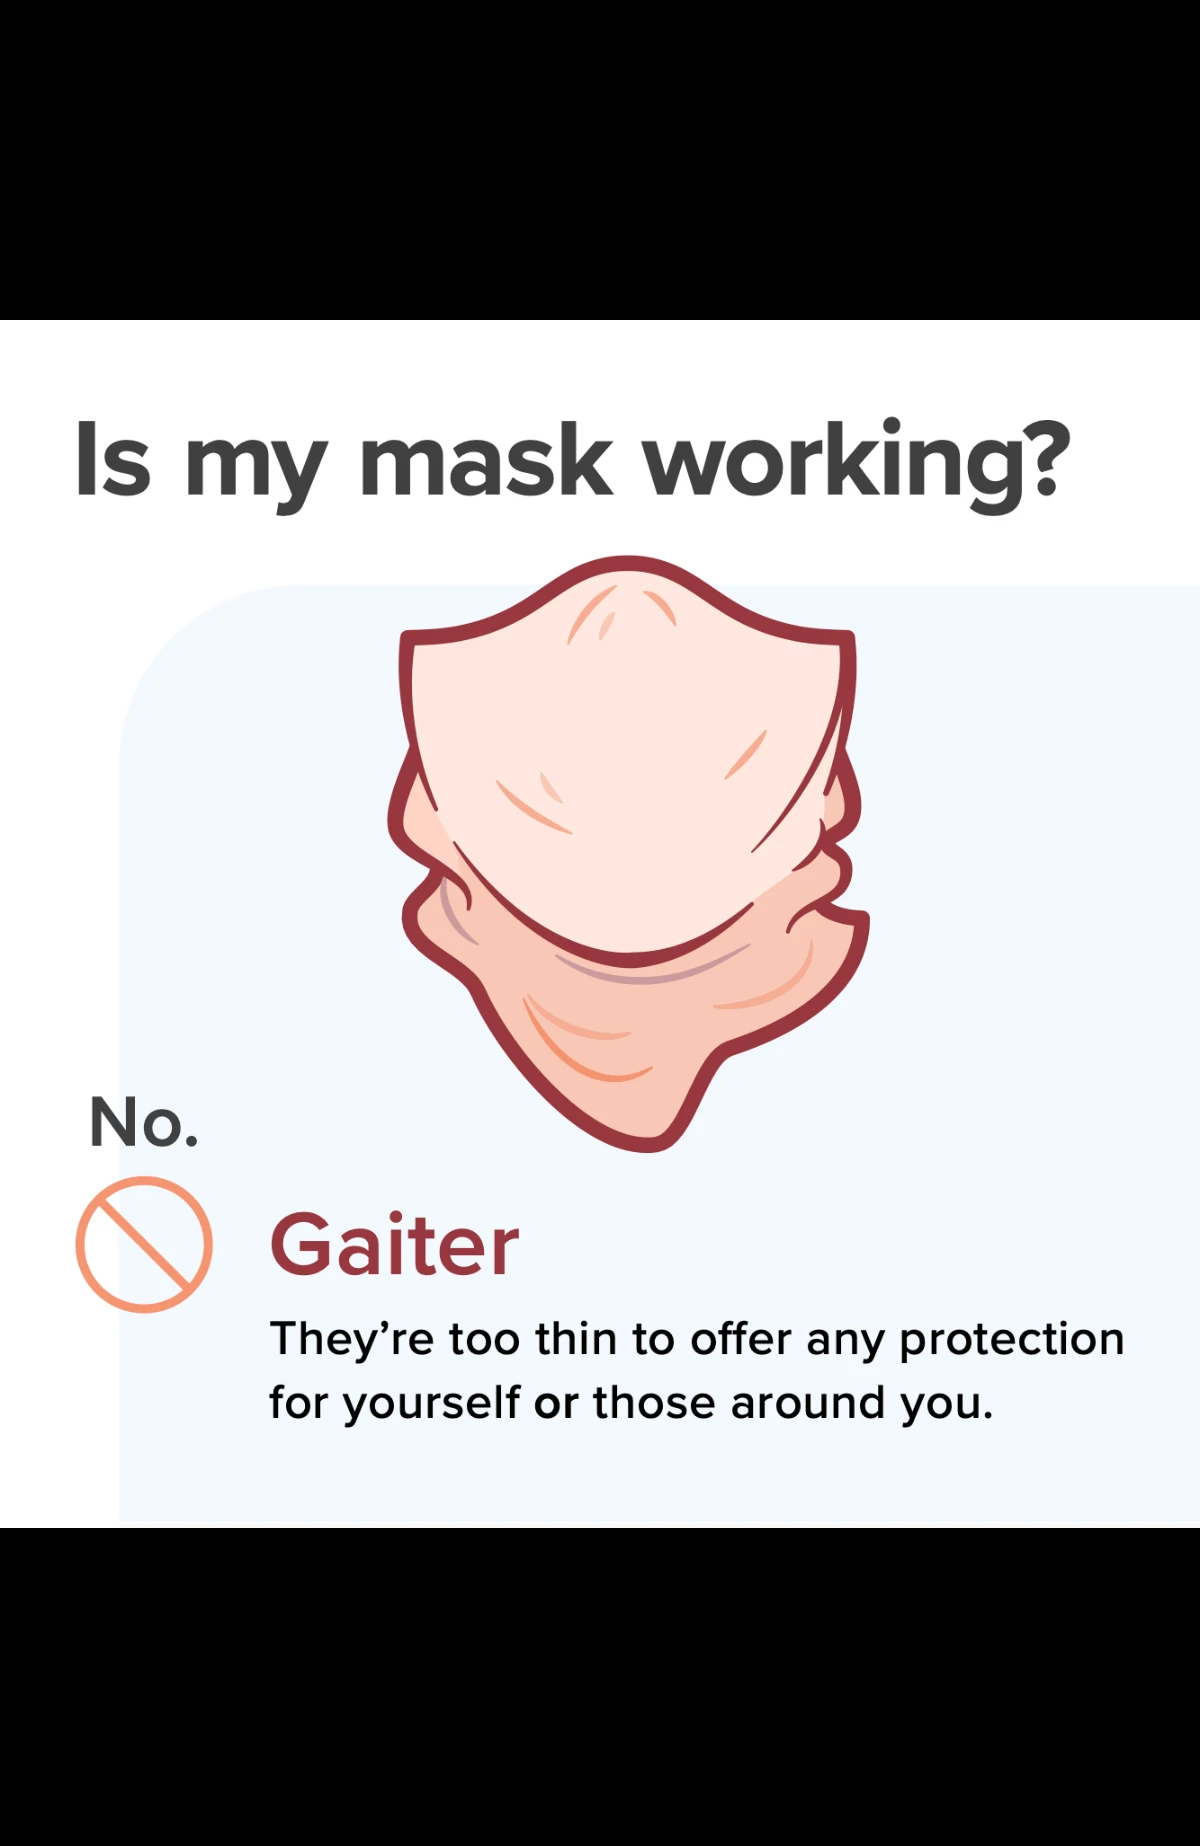 Is my mask working?
No.
Gaiter
They’re too thin to offer any protection
for yourself or those around you.